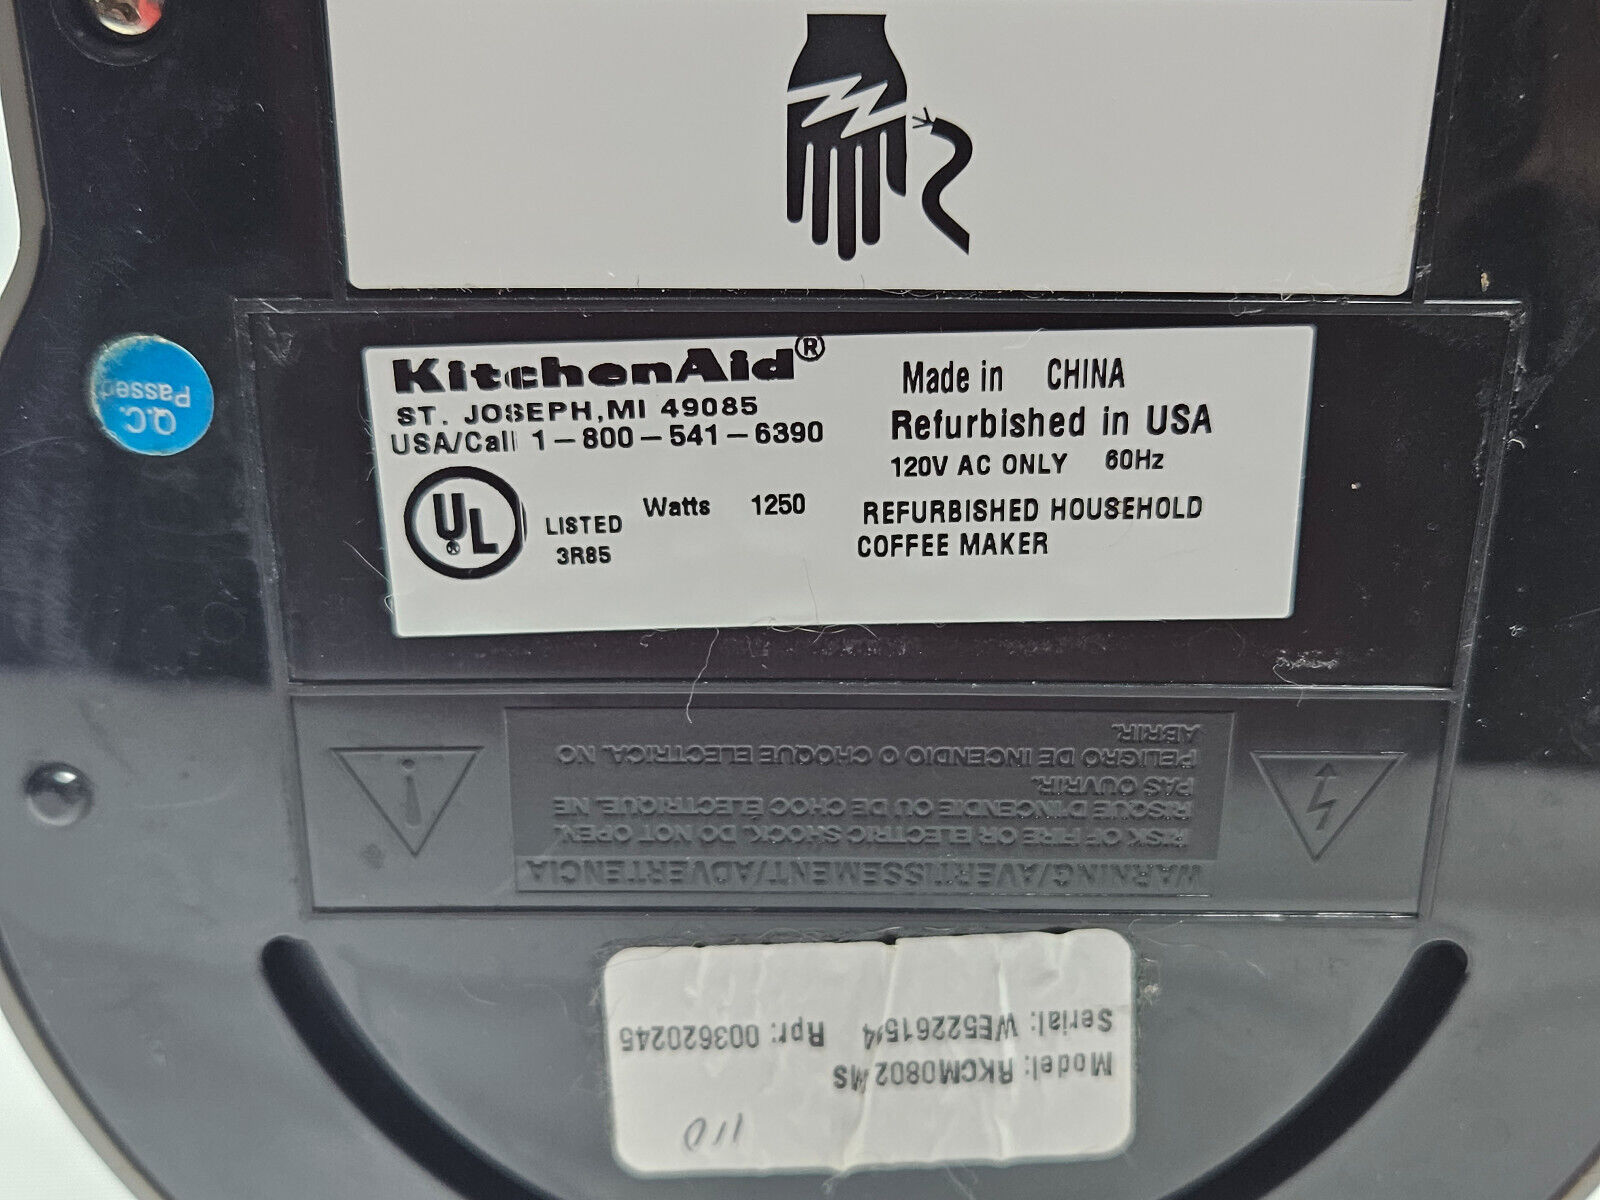 KitchenAid®
ST. JOSEPH, MI 49085
USA/Call 1-800-541-6390
UL ®
LISTED
3R85
Watts 1250
Made in CHINA
Refurbished in USA
120V AC ONLY 60Hz
REFURBISHED HOUSEHOLD
COFFEE MAKER
Q.C.
Passed
WARNING/AVERTISSEMENT/ADVERTENCIA
RISK OF FIRE OR ELECTRIC SHOCK. DO NOT OPEN.
RISQUE D'INCENDIE OU DE CHOC ÉLECTRIQUE. NE
PAS OUVRIR.
PELIGRO DE INCENDIO O CHOQUE ELECTRICA. NO
ABRIR.
110
Model: RKCM0802MS
Serial: WE5226154 Rpr: 003620245